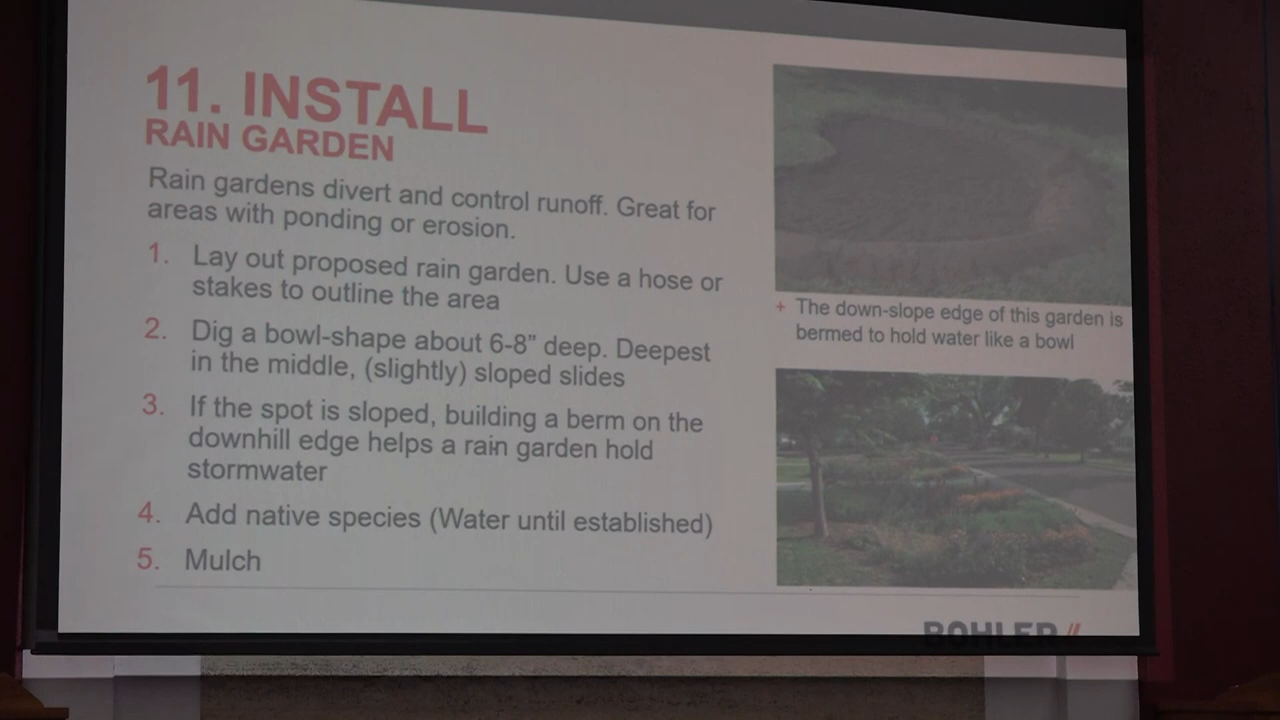 11. INSTALL
RAIN GARDEN
Rain gardens divert and control runoff. Great for
areas with ponding or erosion.
1. Lay out proposed rain garden. Use a hose or
stakes to outline the area
2. Dig a bowl-shape about 6-8” deep. Deepest
in the middle, (slightly) sloped slides
3. If the spot is sloped, building a berm on the
downhill edge helps a rain garden hold
stormwater
4. Add native species (Water until established)
5. Mulch
+ The down-slope edge of this garden is
bermed to hold water like a bowl
BOHLER //